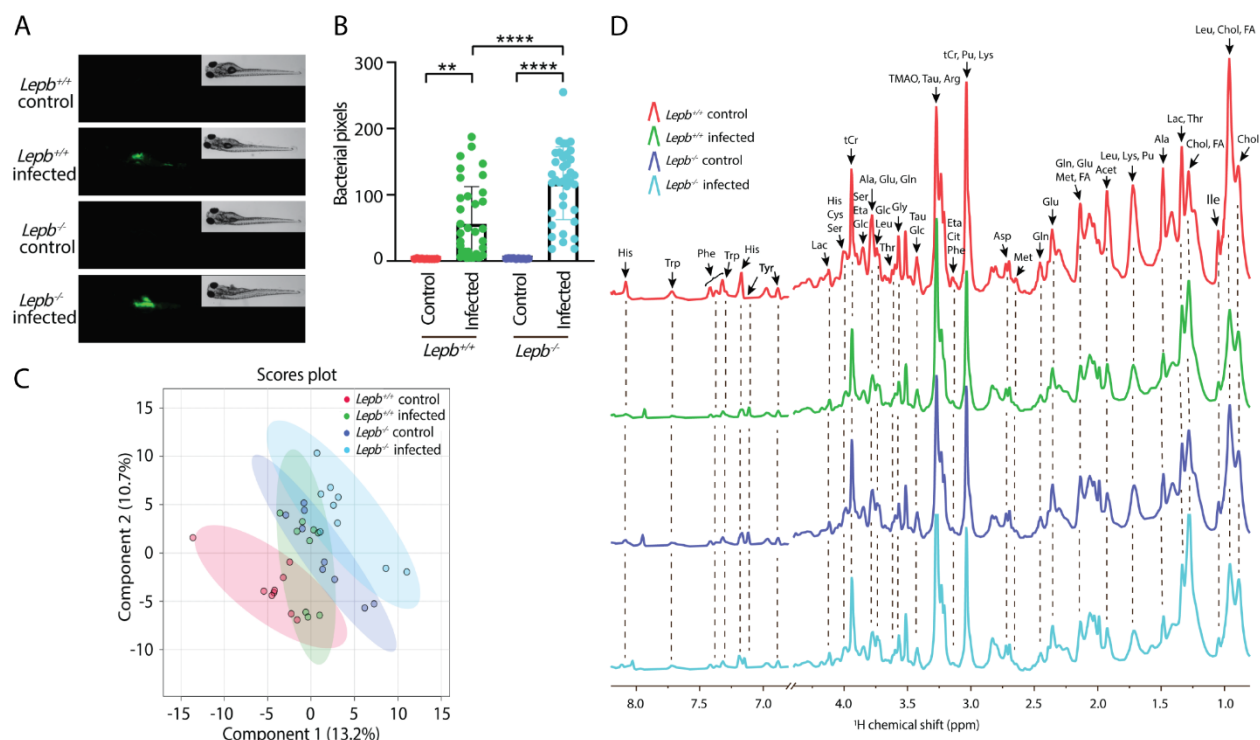 A
Lepb+/+
control
Lepb+/+
infected
Lepb-/-
control
Lepb-/-
infected
B
****
**
****
Bacterial pixels
300
200
100
0
Control
Infected
Control
Infected
Lepb+/+
Lepb-/-
C
Scores plot
Lepb+/+ control
Lepb+/+ infected
Lepb-/- control
Lepb-/- infected
Component 2 (10.7%)
15
10
5
0
-5
-10
-15 -10 -5 0 5 10 15
Component 1 (13.2%)
D
Lepb+/+ control
Lepb+/+ infected
Lepb-/- control
Lepb-/- infected
His
Trp
Phe
Trp
His
Tyr
Lac
His
Cys
Ser
tCr
Ser
Eta
Glc
Ala, Glu, Gln
Glc
Leu
Thr
Gly
Tau
Glc
TMAO, Tau, Arg
Eta
Cit
Phe
tCr, Pu, Lys
Asp
Met
Gln
Glu
Gln, Glu
Met, FA
Acet
Leu, Lys, Pu
Ala
Lac, Thr
Chol, FA
Ile
Leu, Chol, FA
Chol
8.0 7.5 7.0 4.0 3.5 3.0 2.5 2.0 1.5 1.0
¹H chemical shift (ppm)